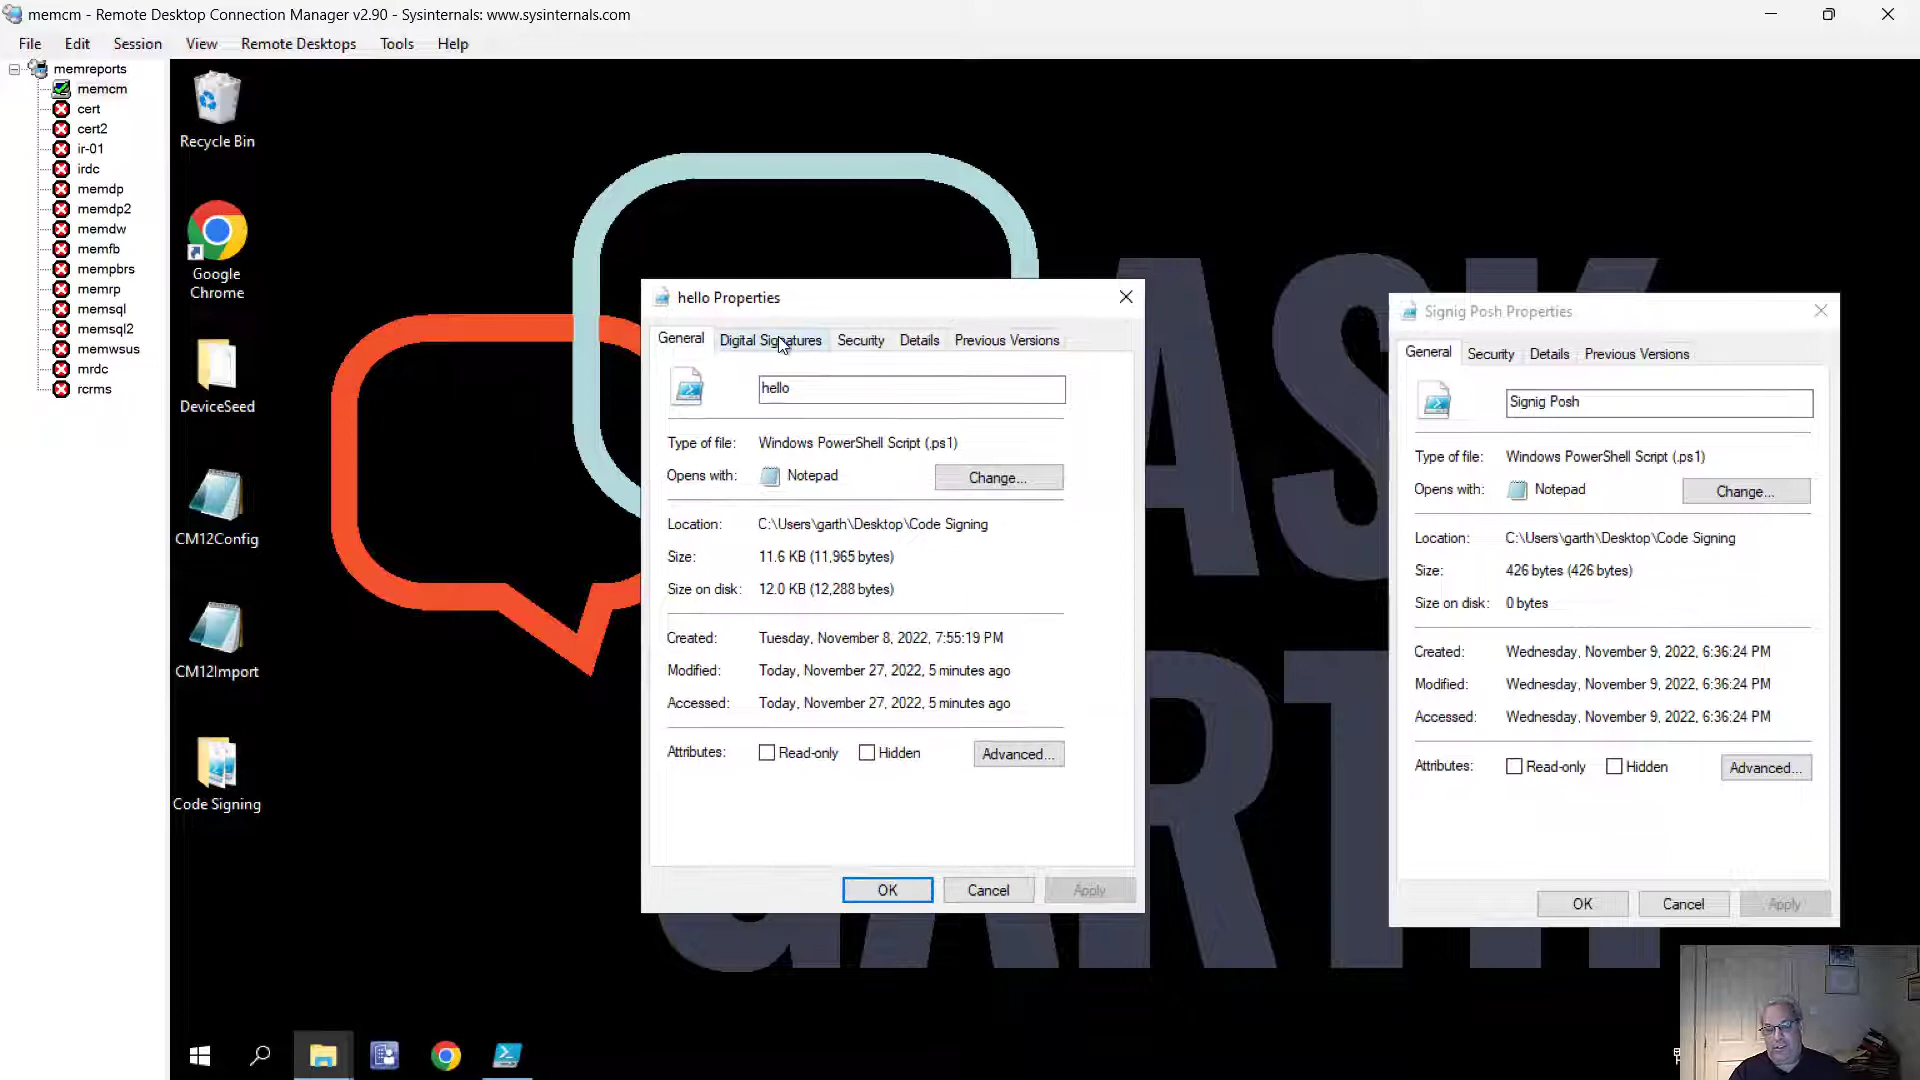 memcm - Remote Desktop Connection Manager v2.90 - Sysinternals: www.sysinternals.com
File Edit Session View Remote Desktops Tools Help
memreports
memcm
cert
cert2
ir-01
irdc
memdp
memdp2
memdw
memfb
mempbrs
memrp
memsql
memsql2
memwsus
mrdc
rcrms
Recycle Bin
Google
Chrome
DeviceSeed
CM12Config
CM12Import
Code Signing
ASK
GARTH
hello Properties
General Digital Signatures Security Details Previous Versions
hello
Type of file: Windows PowerShell Script (.ps1)
Opens with: Notepad Change...
Location: C:\Users\garth\Desktop\Code Signing
Size: 11.6 KB (11,965 bytes)
Size on disk: 12.0 KB (12,288 bytes)
Created: Tuesday, November 8, 2022, 7:55:19 PM
Modified: Today, November 27, 2022, 5 minutes ago
Accessed: Today, November 27, 2022, 5 minutes ago
Attributes: Read-only Hidden Advanced...
OK Cancel Apply
Signig Posh Properties
General Security Details Previous Versions
Signig Posh
Type of file: Windows PowerShell Script (.ps1)
Opens with: Notepad Change...
Location: C:\Users\garth\Desktop\Code Signing
Size: 426 bytes (426 bytes)
Size on disk: 0 bytes
Created: Wednesday, November 9, 2022, 6:36:24 PM
Modified: Wednesday, November 9, 2022, 6:36:24 PM
Accessed: Wednesday, November 9, 2022, 6:36:24 PM
Attributes: Read-only Hidden Advanced...
OK Cancel Apply